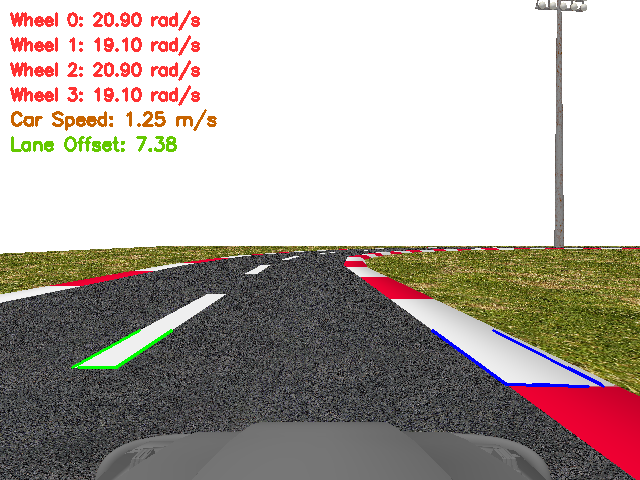 Wheel 0: 20.90 rad/s
Wheel 1: 19.10 rad/s
Wheel 2: 20.90 rad/s
Wheel 3: 19.10 rad/s
Car Speed: 1.25 m/s
Lane Offset: 7.38